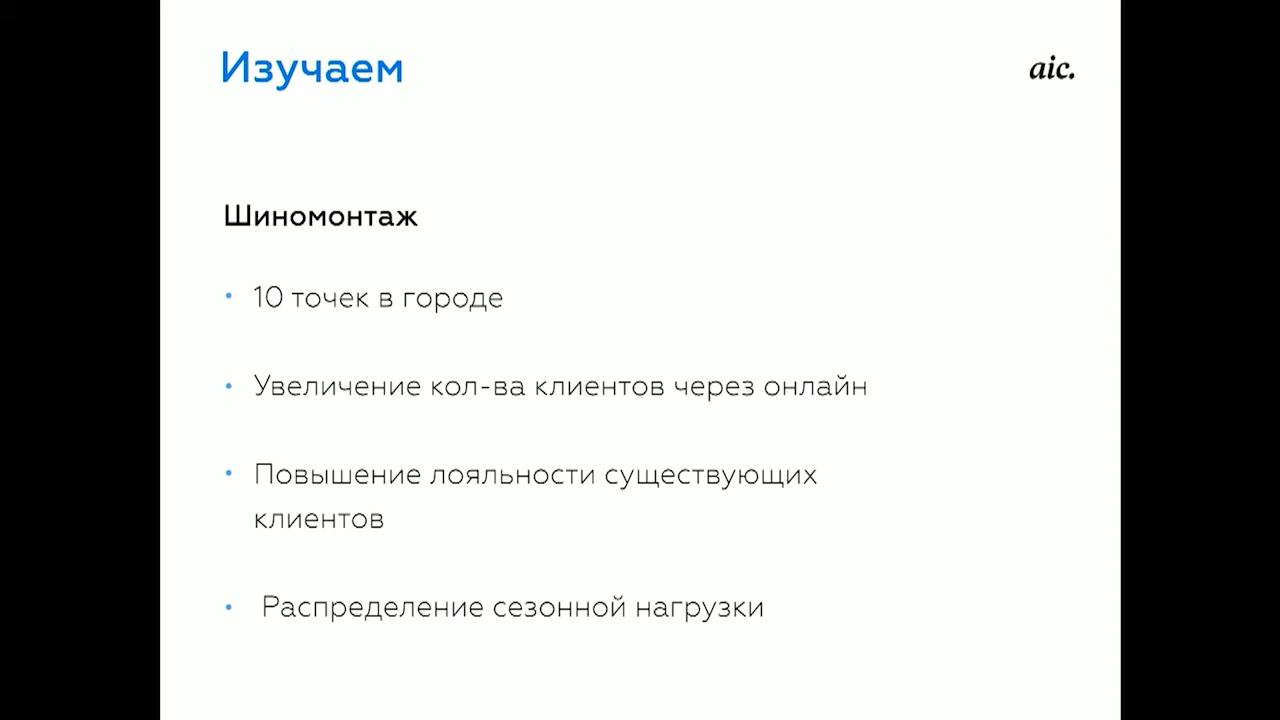 Изучаем
aic.
Шиномонтаж
• 10 точек в городе
• Увеличение кол-ва клиентов через онлайн
• Повышение лояльности существующих
клиентов
• Распределение сезонной нагрузки